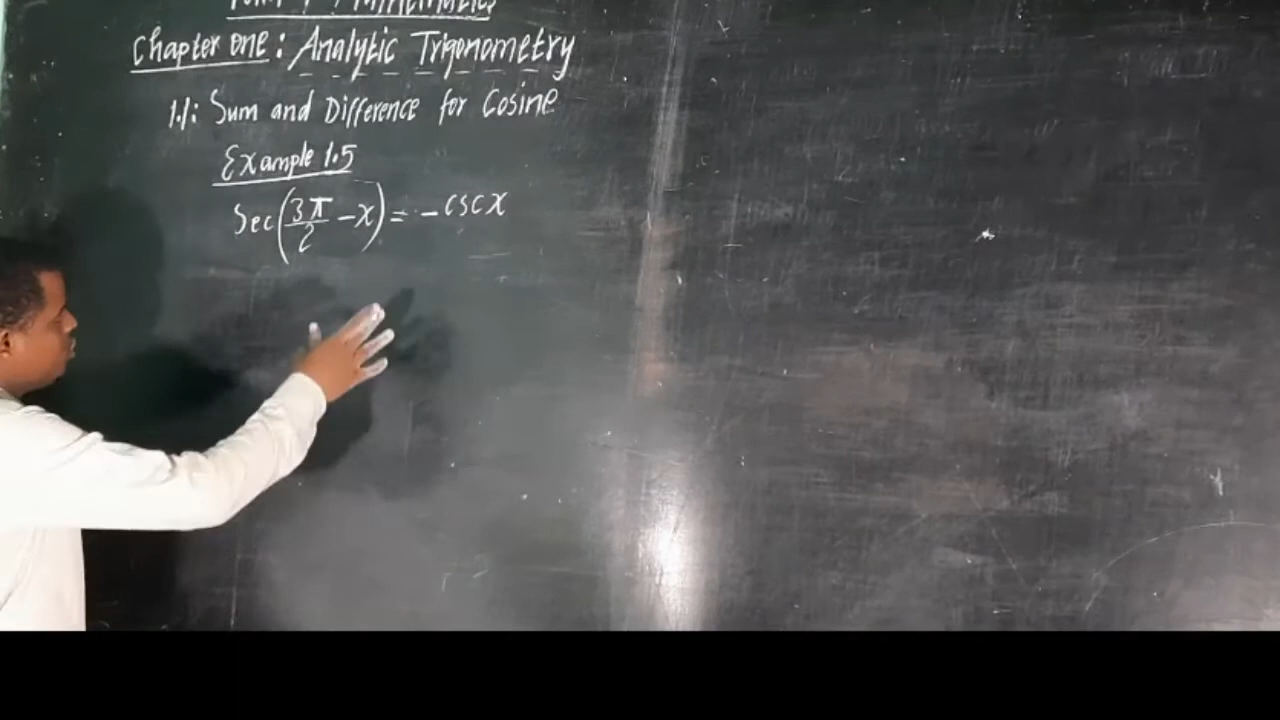 Chapter One: Analytic Trigonometry
1.1: Sum and Difference for Cosine
Example 1.5
Sec(3π/2 - x) = - csc x